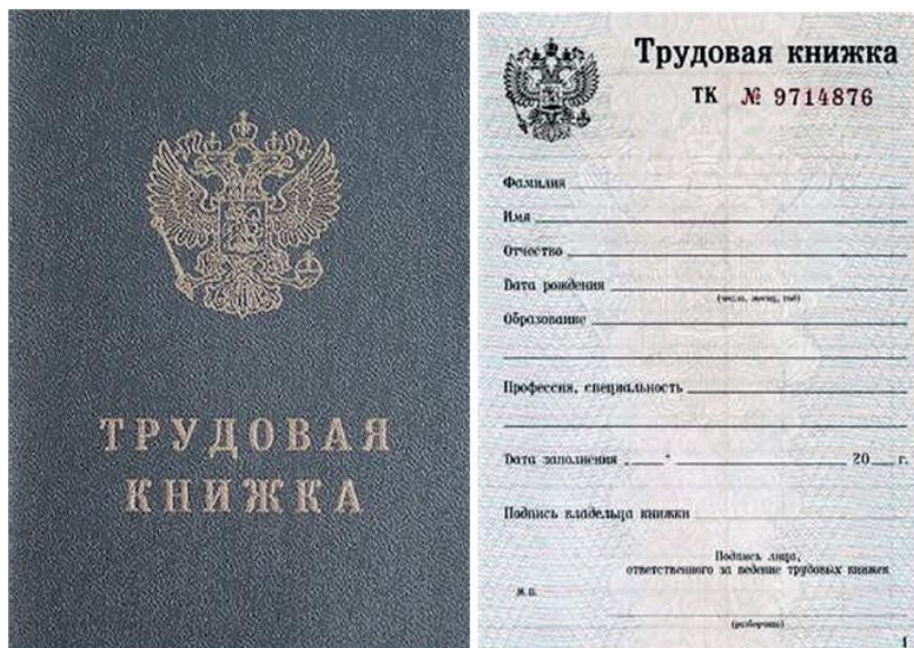 ТРУДОВАЯ
КНИЖКА
Трудовая книжка
ТК № 9714876
Фамилия
Имя
Отчество
Дата рождения
(число, месяц, год)
Образование
Профессия, специальность
Дата заполнения „ “ 20 г.
Подпись владельца книжки
Подпись лица,
ответственного за ведение трудовых книжек
М.П.
(разборчиво)
1